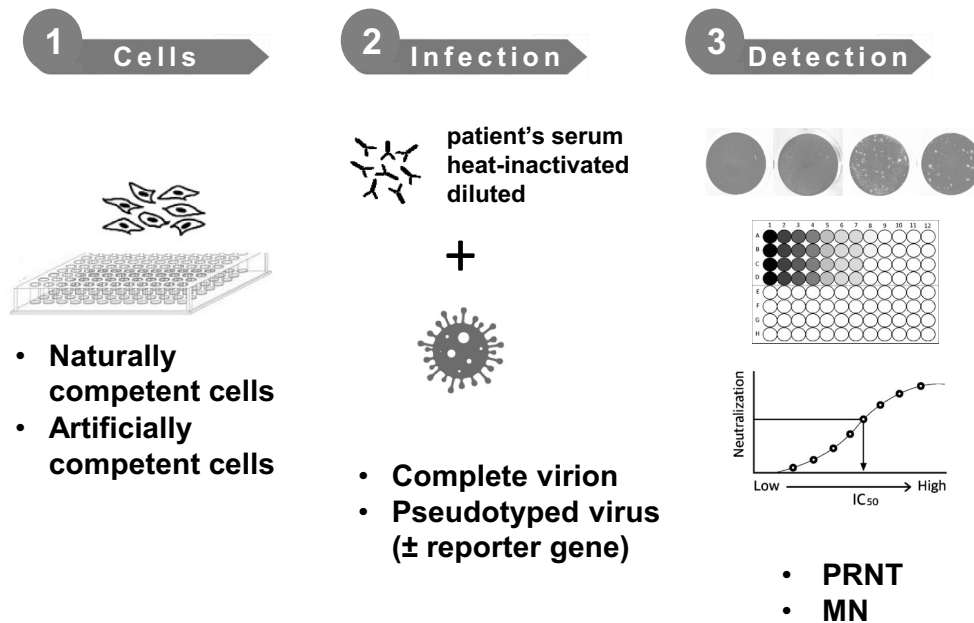 1
Cells
• Naturally
competent cells
• Artificially
competent cells
2
Infection
patient's serum
heat-inactivated
diluted
+
• Complete virion
• Pseudotyped virus
(± reporter gene)
3
Detection
1 2 3 4 5 6 7 8 9 10 11 12
A
B
C
D
E
F
G
H
Neutralization
Low High
IC50
• PRNT
• MN